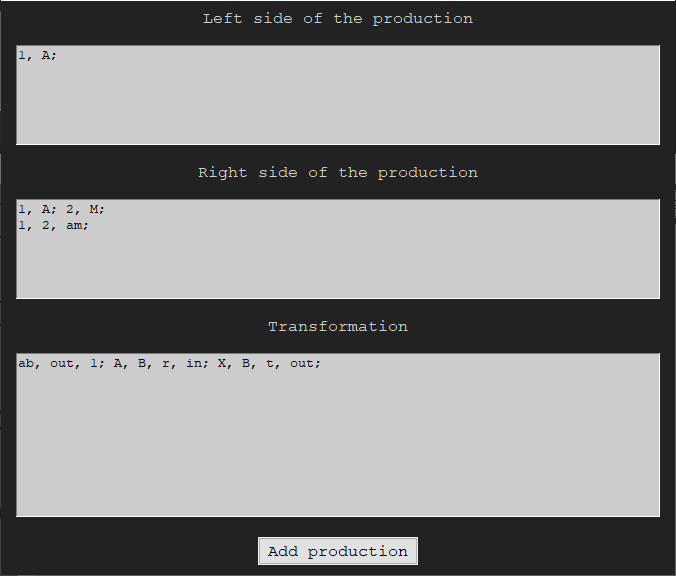 Left side of the production
1, A;
Right side of the production
1, A; 2, M;
1, 2, am;
Transformation
ab, out, 1; A, B, r, in; X, B, t, out;
Add production